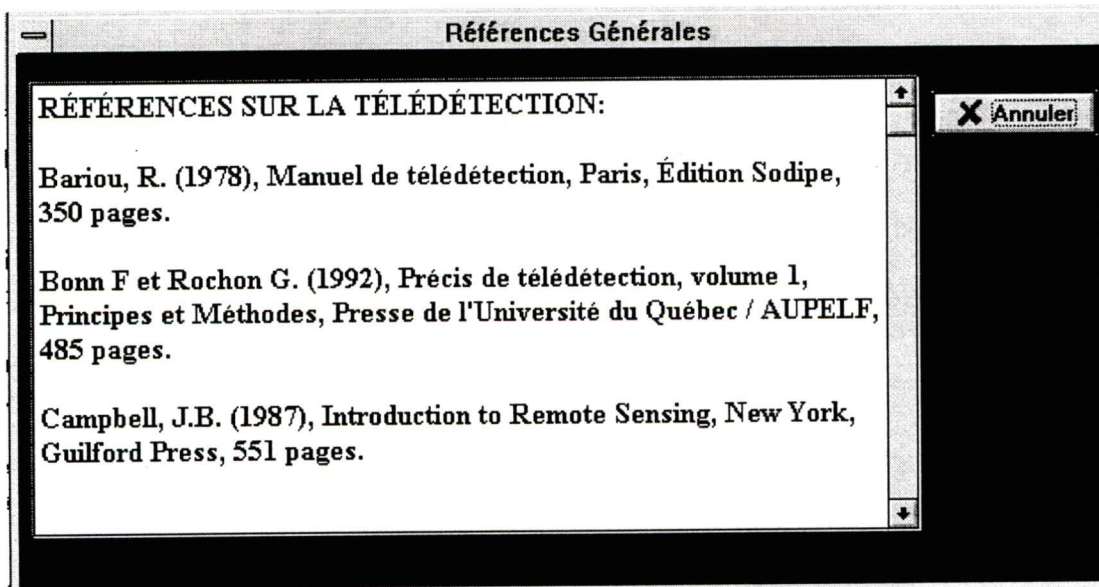 Références Générales
RÉFÉRENCES SUR LA TÉLÉDÉTECTION:
Annuler
Bariou, R. (1978), Manuel de télédétection, Paris, Édition Sodipe,
350 pages.
Bonn F et Rochon G. (1992), Précis de télédétection, volume 1,
Principes et Méthodes, Presse de l'Université du Québec / AUPELF,
485 pages.
Campbell, J.B. (1987), Introduction to Remote Sensing, New York,
Guilford Press, 551 pages.